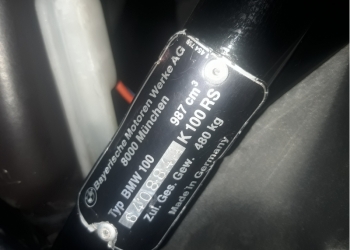 Bayerische Motoren Werke AG
8000 München
Typ BMW 100 987 cm³
K 100 RS
Zul. Ges. Gew. 480 kg
Made in Germany